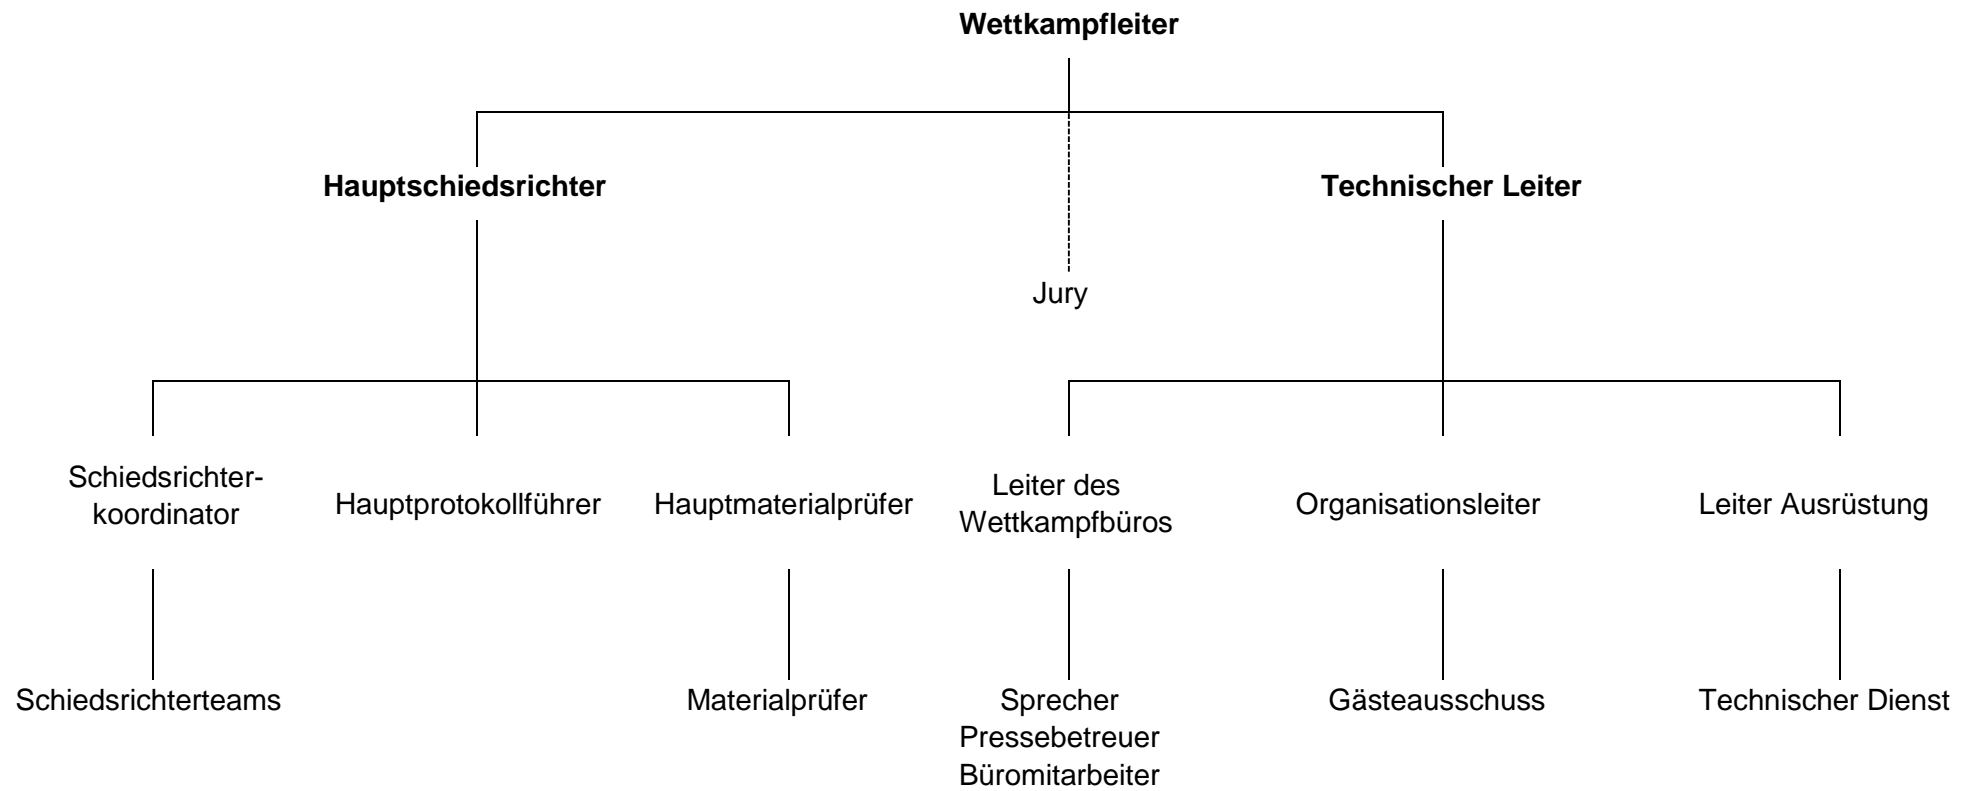 Wettkampfleiter
Hauptschiedsrichter
Technischer Leiter
Jury
Schiedsrichter-
koordinator
Hauptprotokollführer
Hauptmaterialprüfer
Leiter des
Wettkampfbüros
Organisationsleiter
Leiter Ausrüstung
Schiedsrichterteams
Materialprüfer
Sprecher
Pressebetreuer
Büromitarbeiter
Gästeausschuss
Technischer Dienst